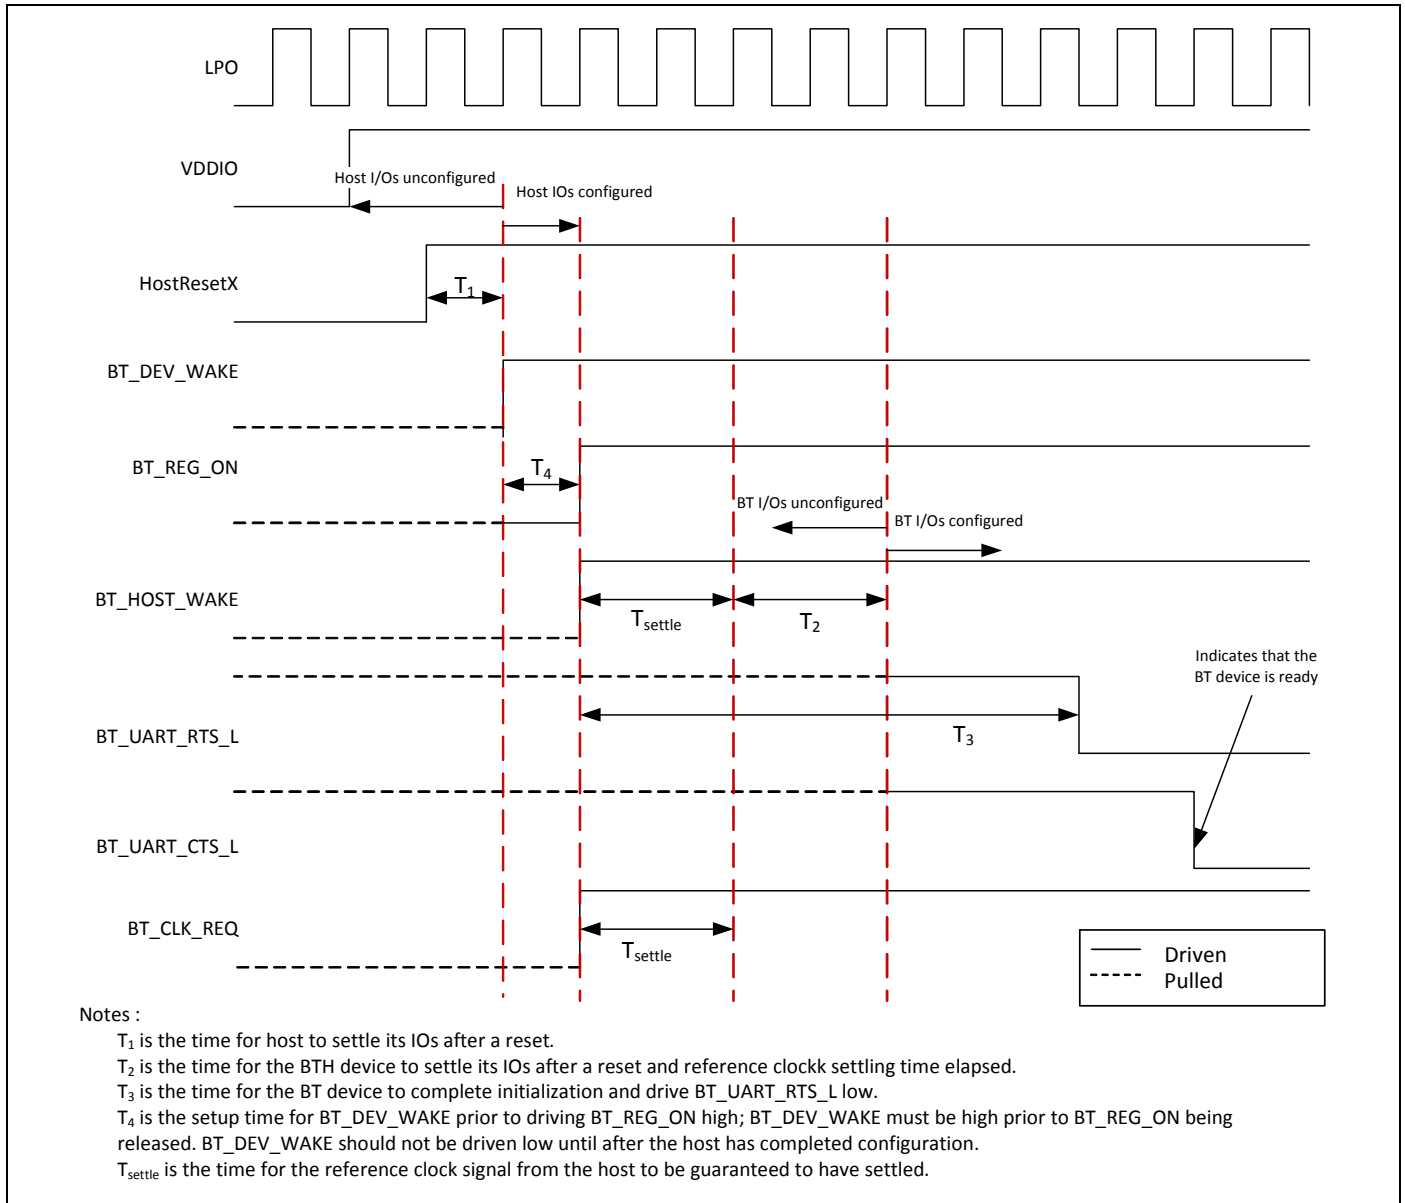 LPO
VDDIO
Host I/Os unconfigured
Host IOs configured
HostResetX
T1
BT_DEV_WAKE
BT_REG_ON
T4
BT I/Os unconfigured
BT I/Os configured
BT_HOST_WAKE
Tsettle
T2
Indicates that the
BT device is ready
BT_UART_RTS_L
T3
BT_UART_CTS_L
BT_CLK_REQ
Tsettle
Driven
Pulled
Notes :
T1 is the time for host to settle its IOs after a reset.
T2 is the time for the BTH device to settle its IOs after a reset and reference clockk settling time elapsed.
T3 is the time for the BT device to complete initialization and drive BT_UART_RTS_L low.
T4 is the setup time for BT_DEV_WAKE prior to driving BT_REG_ON high; BT_DEV_WAKE must be high prior to BT_REG_ON being
released. BT_DEV_WAKE should not be driven low until after the host has completed configuration.
Tsettle is the time for the reference clock signal from the host to be guaranteed to have settled.